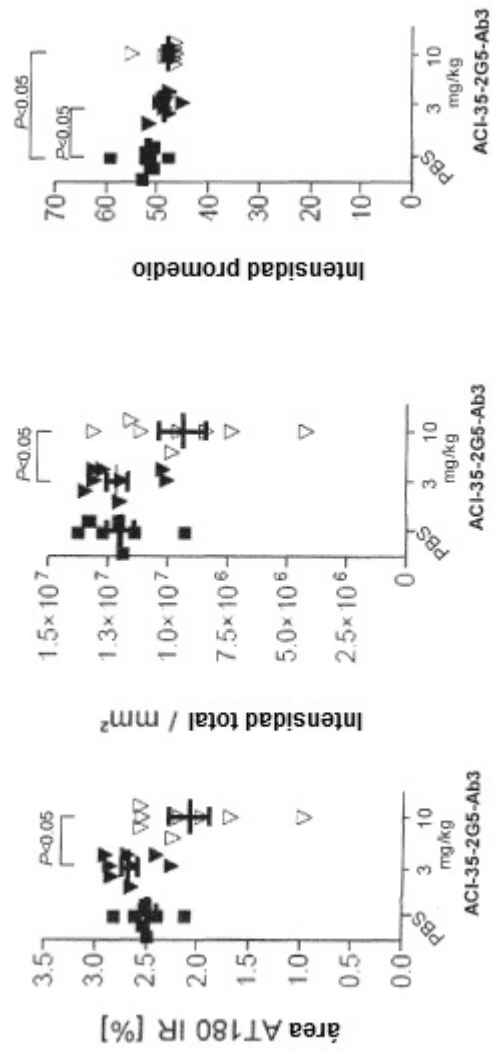 área AT180 IR [%]
3.5
3.0
2.5
2.0
1.5
1.0
0.5
0.0
P<0.05
PBS
3
10
mg/kg
ACI-35-2G5-Ab3
Intensidad total / mm²
1.5×10⁷
1.3×10⁷
1.0×10⁷
7.5×10⁶
5.0×10⁶
2.5×10⁶
0
P<0.05
PBS
3
10
mg/kg
ACI-35-2G5-Ab3
Intensidad promedio
70
60
50
40
30
20
10
0
P<0.05
P<0.05
PBS
3
10
mg/kg
ACI-35-2G5-Ab3